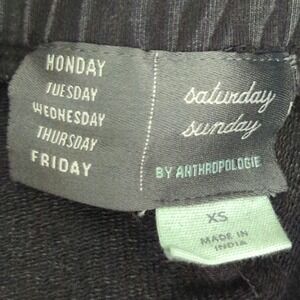 MONDAY
TUESDAY
WEDNESDAY
THURSDAY
FRIDAY
saturday
sunday
BY ANTHROPOLOGIE
XS
MADE IN
INDIA